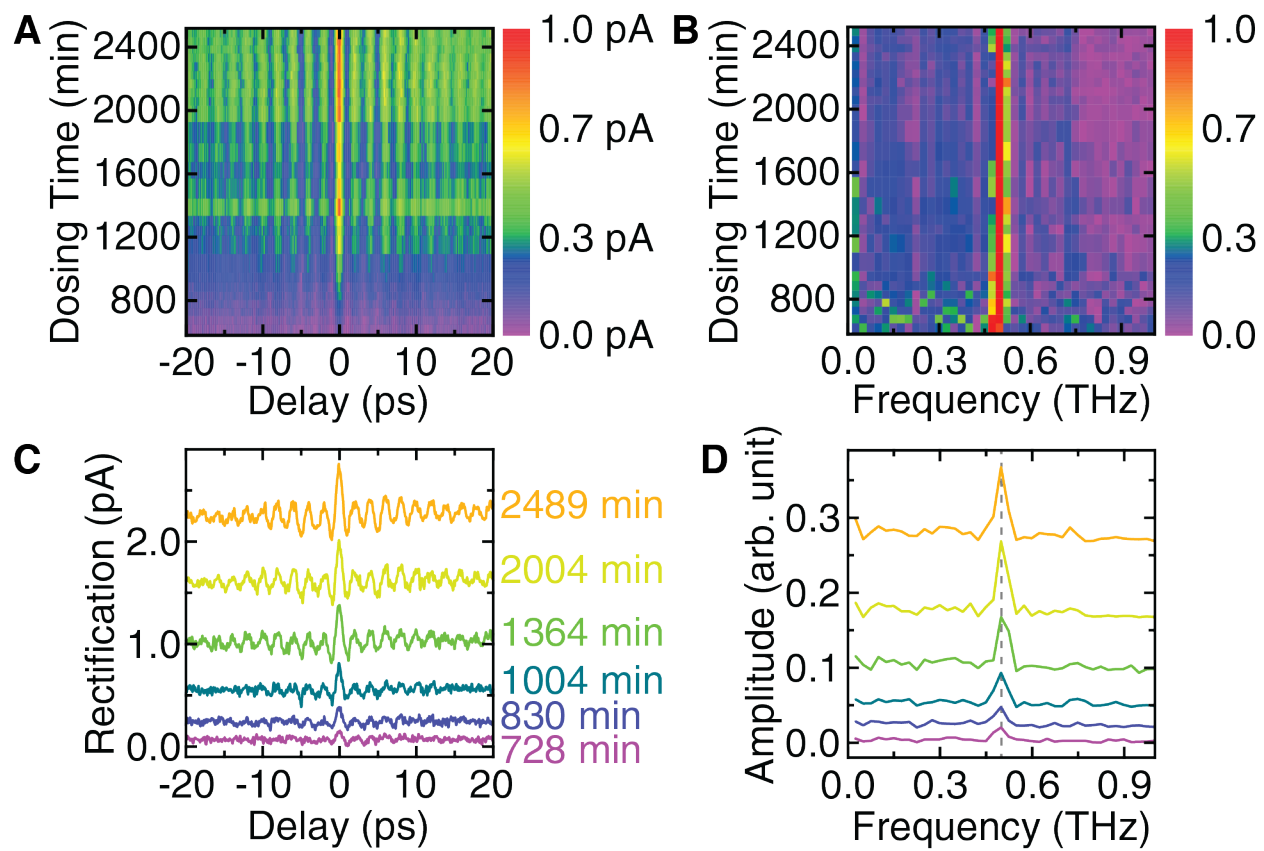 A
Dosing Time (min)
2400
2000
1600
1200
800
-20 -10 0 10 20
Delay (ps)
1.0 pA
0.7 pA
0.3 pA
0.0 pA
B
Dosing Time (min)
2400
2000
1600
1200
800
0.0 0.3 0.6 0.9
Frequency (THz)
1.0
0.7
0.3
0.0
C
Rectification (pA)
2.0
1.0
0.0
-20 -10 0 10 20
Delay (ps)
2489 min
2004 min
1364 min
1004 min
830 min
728 min
D
Amplitude (arb. unit)
0.3
0.2
0.1
0.0
0.0 0.3 0.6 0.9
Frequency (THz)